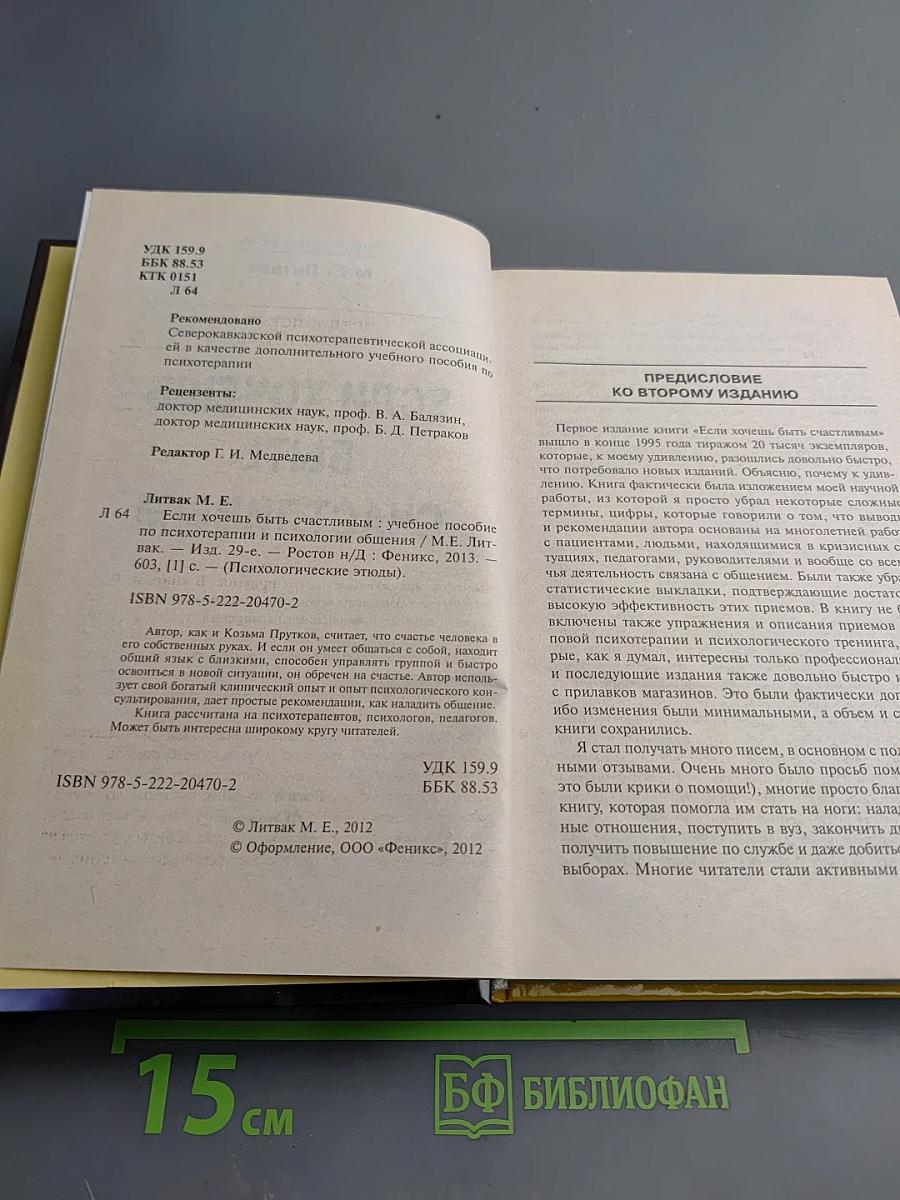 УДК 159.9
ББК 88.53
КТК 0151
Л 64
Рекомендовано
Северокавказской психотерапевтической ассоциаци-
ей в качестве дополнительного учебного пособия по
психотерапии
Рецензенты:
доктор медицинских наук, проф. В. А. Балязин,
доктор медицинских наук, проф. Б. Д. Петраков
Редактор Г. И. Медведева
Литвак М. Е.
Л 64 Если хочешь быть счастливым : учебное пособие
по психотерапии и психологии общения / М.Е. Лит-
вак. — Изд. 29-е. — Ростов н/Д : Феникс, 2013. —
603, [1] с. — (Психологические этюды).
ISBN 978-5-222-20470-2
Автор, как и Козьма Прутков, считает, что счастье человека в
его собственных руках. И если он умеет общаться с собой, находит
общий язык с близкими, способен управлять группой и быстро
освоиться в новой ситуации, он обречен на счастье. Автор исполь-
зует свой богатый клинический опыт и опыт психологического кон-
сультирования, дает простые рекомендации, как наладить общение.
Книга рассчитана на психотерапевтов, психологов, педагогов.
Может быть интересна широкому кругу читателей.
УДК 159.9
ISBN 978-5-222-20470-2 ББК 88.53
© Литвак М. Е., 2012
© Оформление, ООО «Феникс», 2012
ПРЕДИСЛОВИЕ
КО ВТОРОМУ ИЗДАНИЮ
Первое издание книги «Если хочешь быть счастливым»
вышло в конце 1995 года тиражом 20 тысяч экземпляров,
которые, к моему удивлению, разошлись довольно быстро,
что потребовало новых изданий. Объясню, почему к удив-
лению. Книга фактически была изложением моей научной
работы, из которой я просто убрал некоторые сложные
термины, цифры, которые говорили о том, что вывод
и рекомендации автора основаны на многолетней работ
с пациентами, людьми, находящимися в кризисных с
туациях, педагогами, руководителями и вообще со всем
чья деятельность связана с общением. Были также убра
статистические выкладки, подтверждающие достато
высокую эффективность этих приемов. В книгу не б
включены также упражнения и описания приемов
повой психотерапии и психологического тренинга,
рые, как я думал, интересны только профессионал
и последующие издания также довольно быстро и
с прилавков магазинов. Это были фактически доп
ибо изменения были минимальными, а объем и с
книги сохранились.
Я стал получать много писем, в основном с пол
ными отзывами. Очень много было просьб пом
это были крики о помощи!), многие просто благ
книгу, которая помогла им стать на ноги: налад
ные отношения, поступить в вуз, закончить д
получить повышение по службе и даже добить
выборах. Многие читатели стали активными
15 см
БФ БИБЛИОФАН